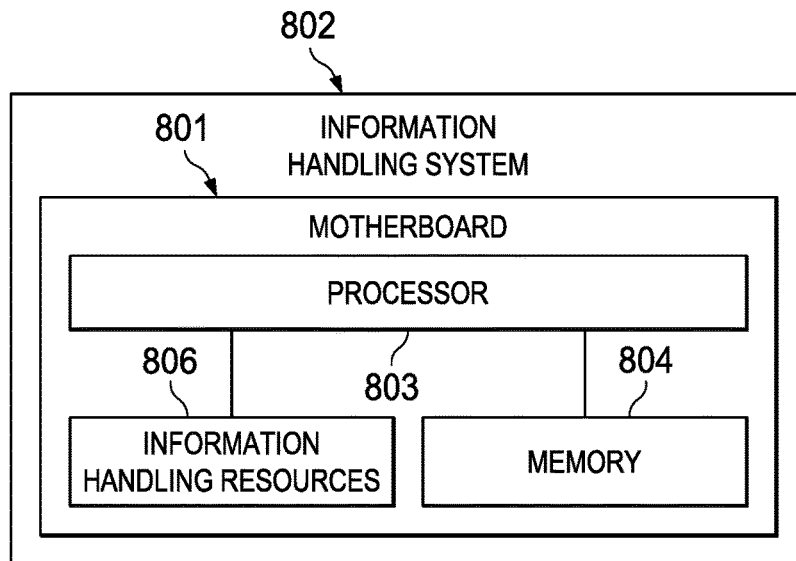 802
INFORMATION
HANDLING SYSTEM
801
MOTHERBOARD
PROCESSOR
806
803
804
INFORMATION
HANDLING RESOURCES
MEMORY